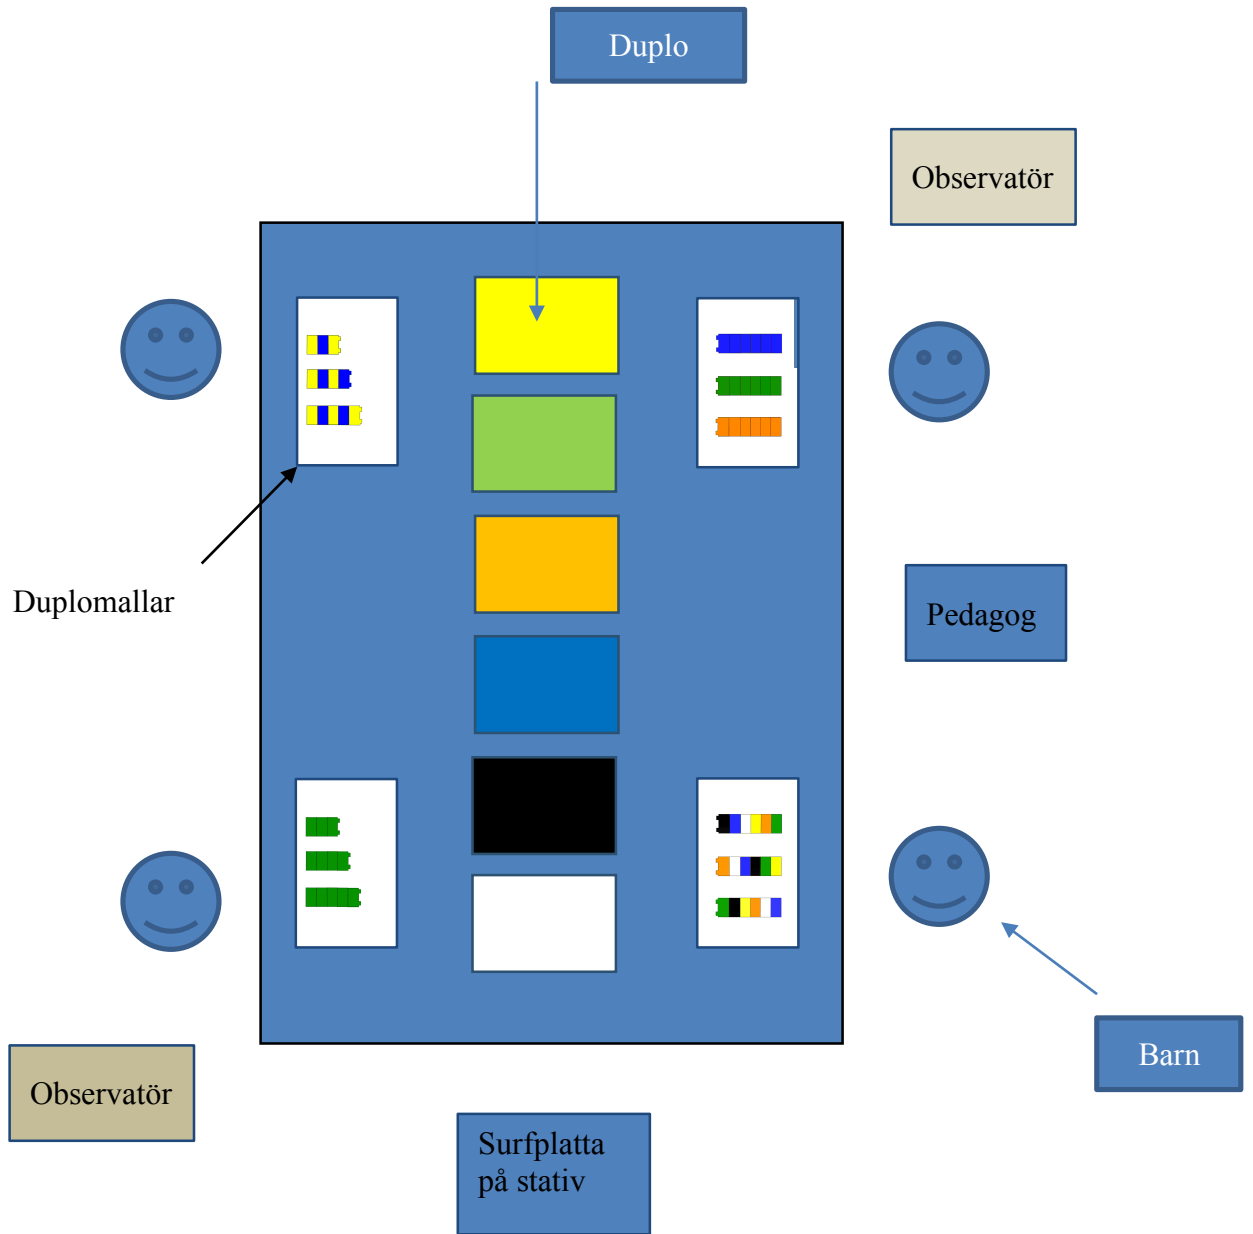 Duplo
Observatör
Duplomallar
Pedagog
Barn
Observatör
Surfplatta
på stativ